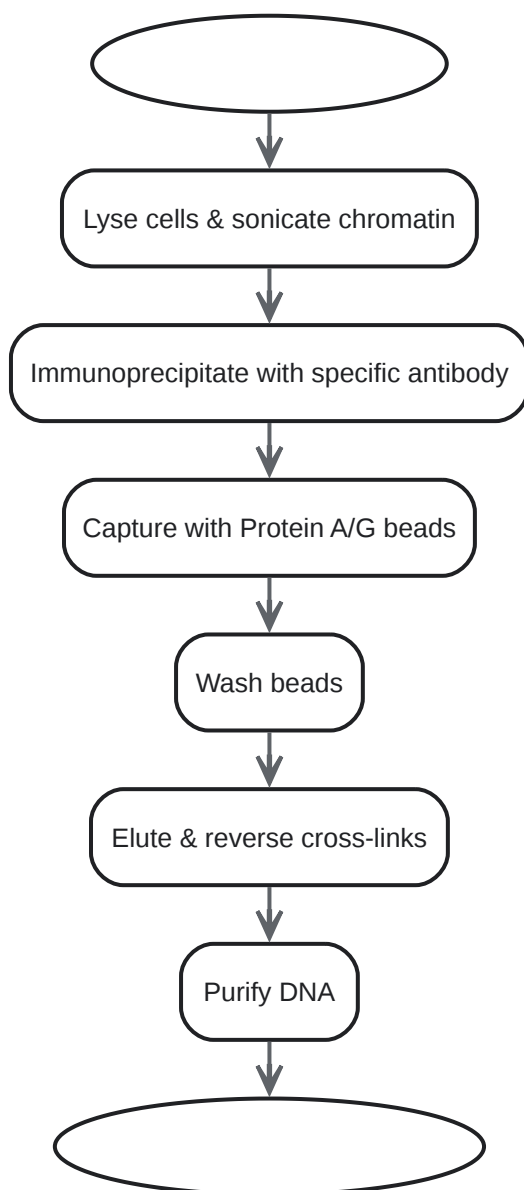 Lyse cells & sonicate chromatin
Immunoprecipitate with specific antibody
Capture with Protein A/G beads
Wash beads
Elute & reverse cross-links
Purify DNA